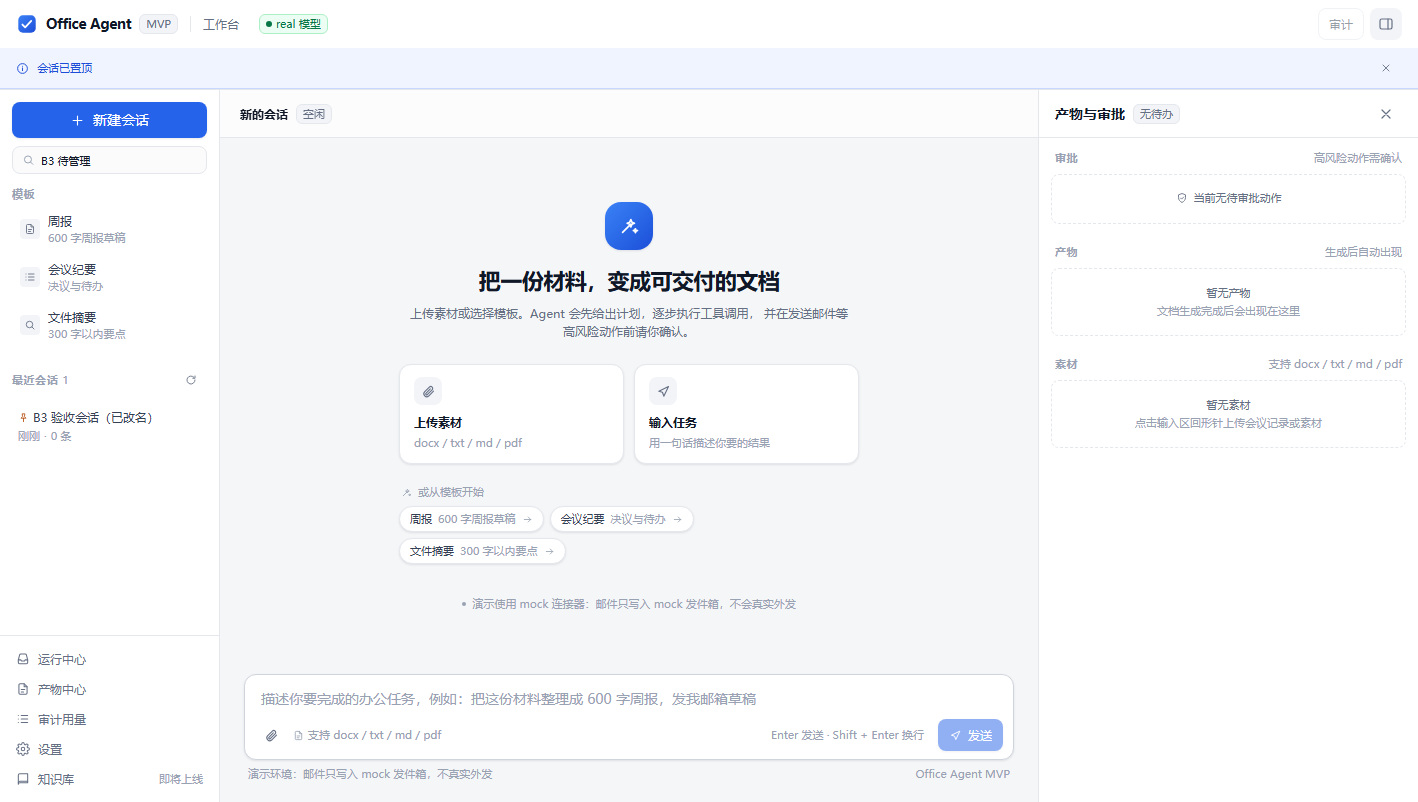 Office Agent MVP 工作台 real 模型 审计
会话已置顶
新建会话
B3 待管理
模板
周报
600 字周报草稿
会议纪要
决议与待办
文件摘要
300 字以内要点
最近会话 1
B3 验收会话（已改名）
刚刚 · 0 条
运行中心
产物中心
审计用量
设置
知识库 即将上线
新的会话 空闲
把一份材料，变成可交付的文档
上传素材或选择模板。Agent 会先给出计划，逐步执行工具调用， 并在发送邮件等
高风险动作前请你确认。
上传素材
docx / txt / md / pdf
输入任务
用一句话描述你要的结果
或从模板开始
周报 600 字周报草稿 →
会议纪要 决议与待办 →
文件摘要 300 字以内要点 →
• 演示使用 mock 连接器：邮件只写入 mock 发件箱，不会真实外发
描述你要完成的办公任务，例如：把这份材料整理成 600 字周报，发我邮箱草稿
支持 docx / txt / md / pdf
Enter 发送 · Shift + Enter 换行
发送
演示环境：邮件只写入 mock 发件箱，不真实外发
Office Agent MVP
产物与审批 无待办
审批 高风险动作需确认
当前无待审批动作
产物 生成后自动出现
暂无产物
文档生成完成后会出现在这里
素材 支持 docx / txt / md / pdf
暂无素材
点击输入区回形针上传会议记录或素材